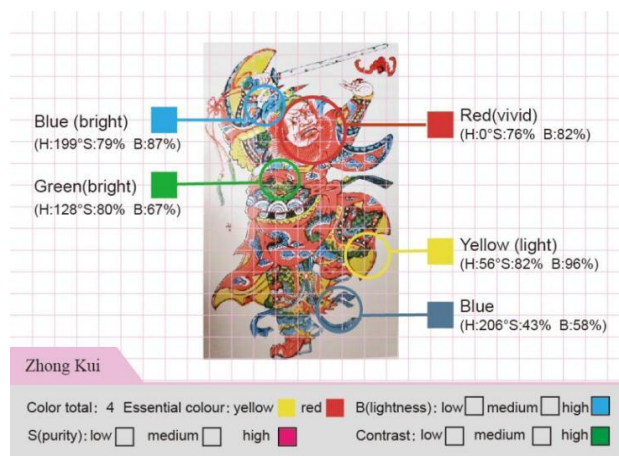 Blue (bright)
(H:199°S:79% B:87%)
Green(bright)
(H:128°S:80% B:67%)
Red(vivid)
(H:0°S:76% B:82%)
Yellow (light)
(H:56°S:82% B:96%)
Blue
(H:206°S:43% B:58%)
Zhong Kui
Color total: 4 Essential colour: yellow red B(lightness): low medium high
S(purity): low medium high Contrast: low medium high